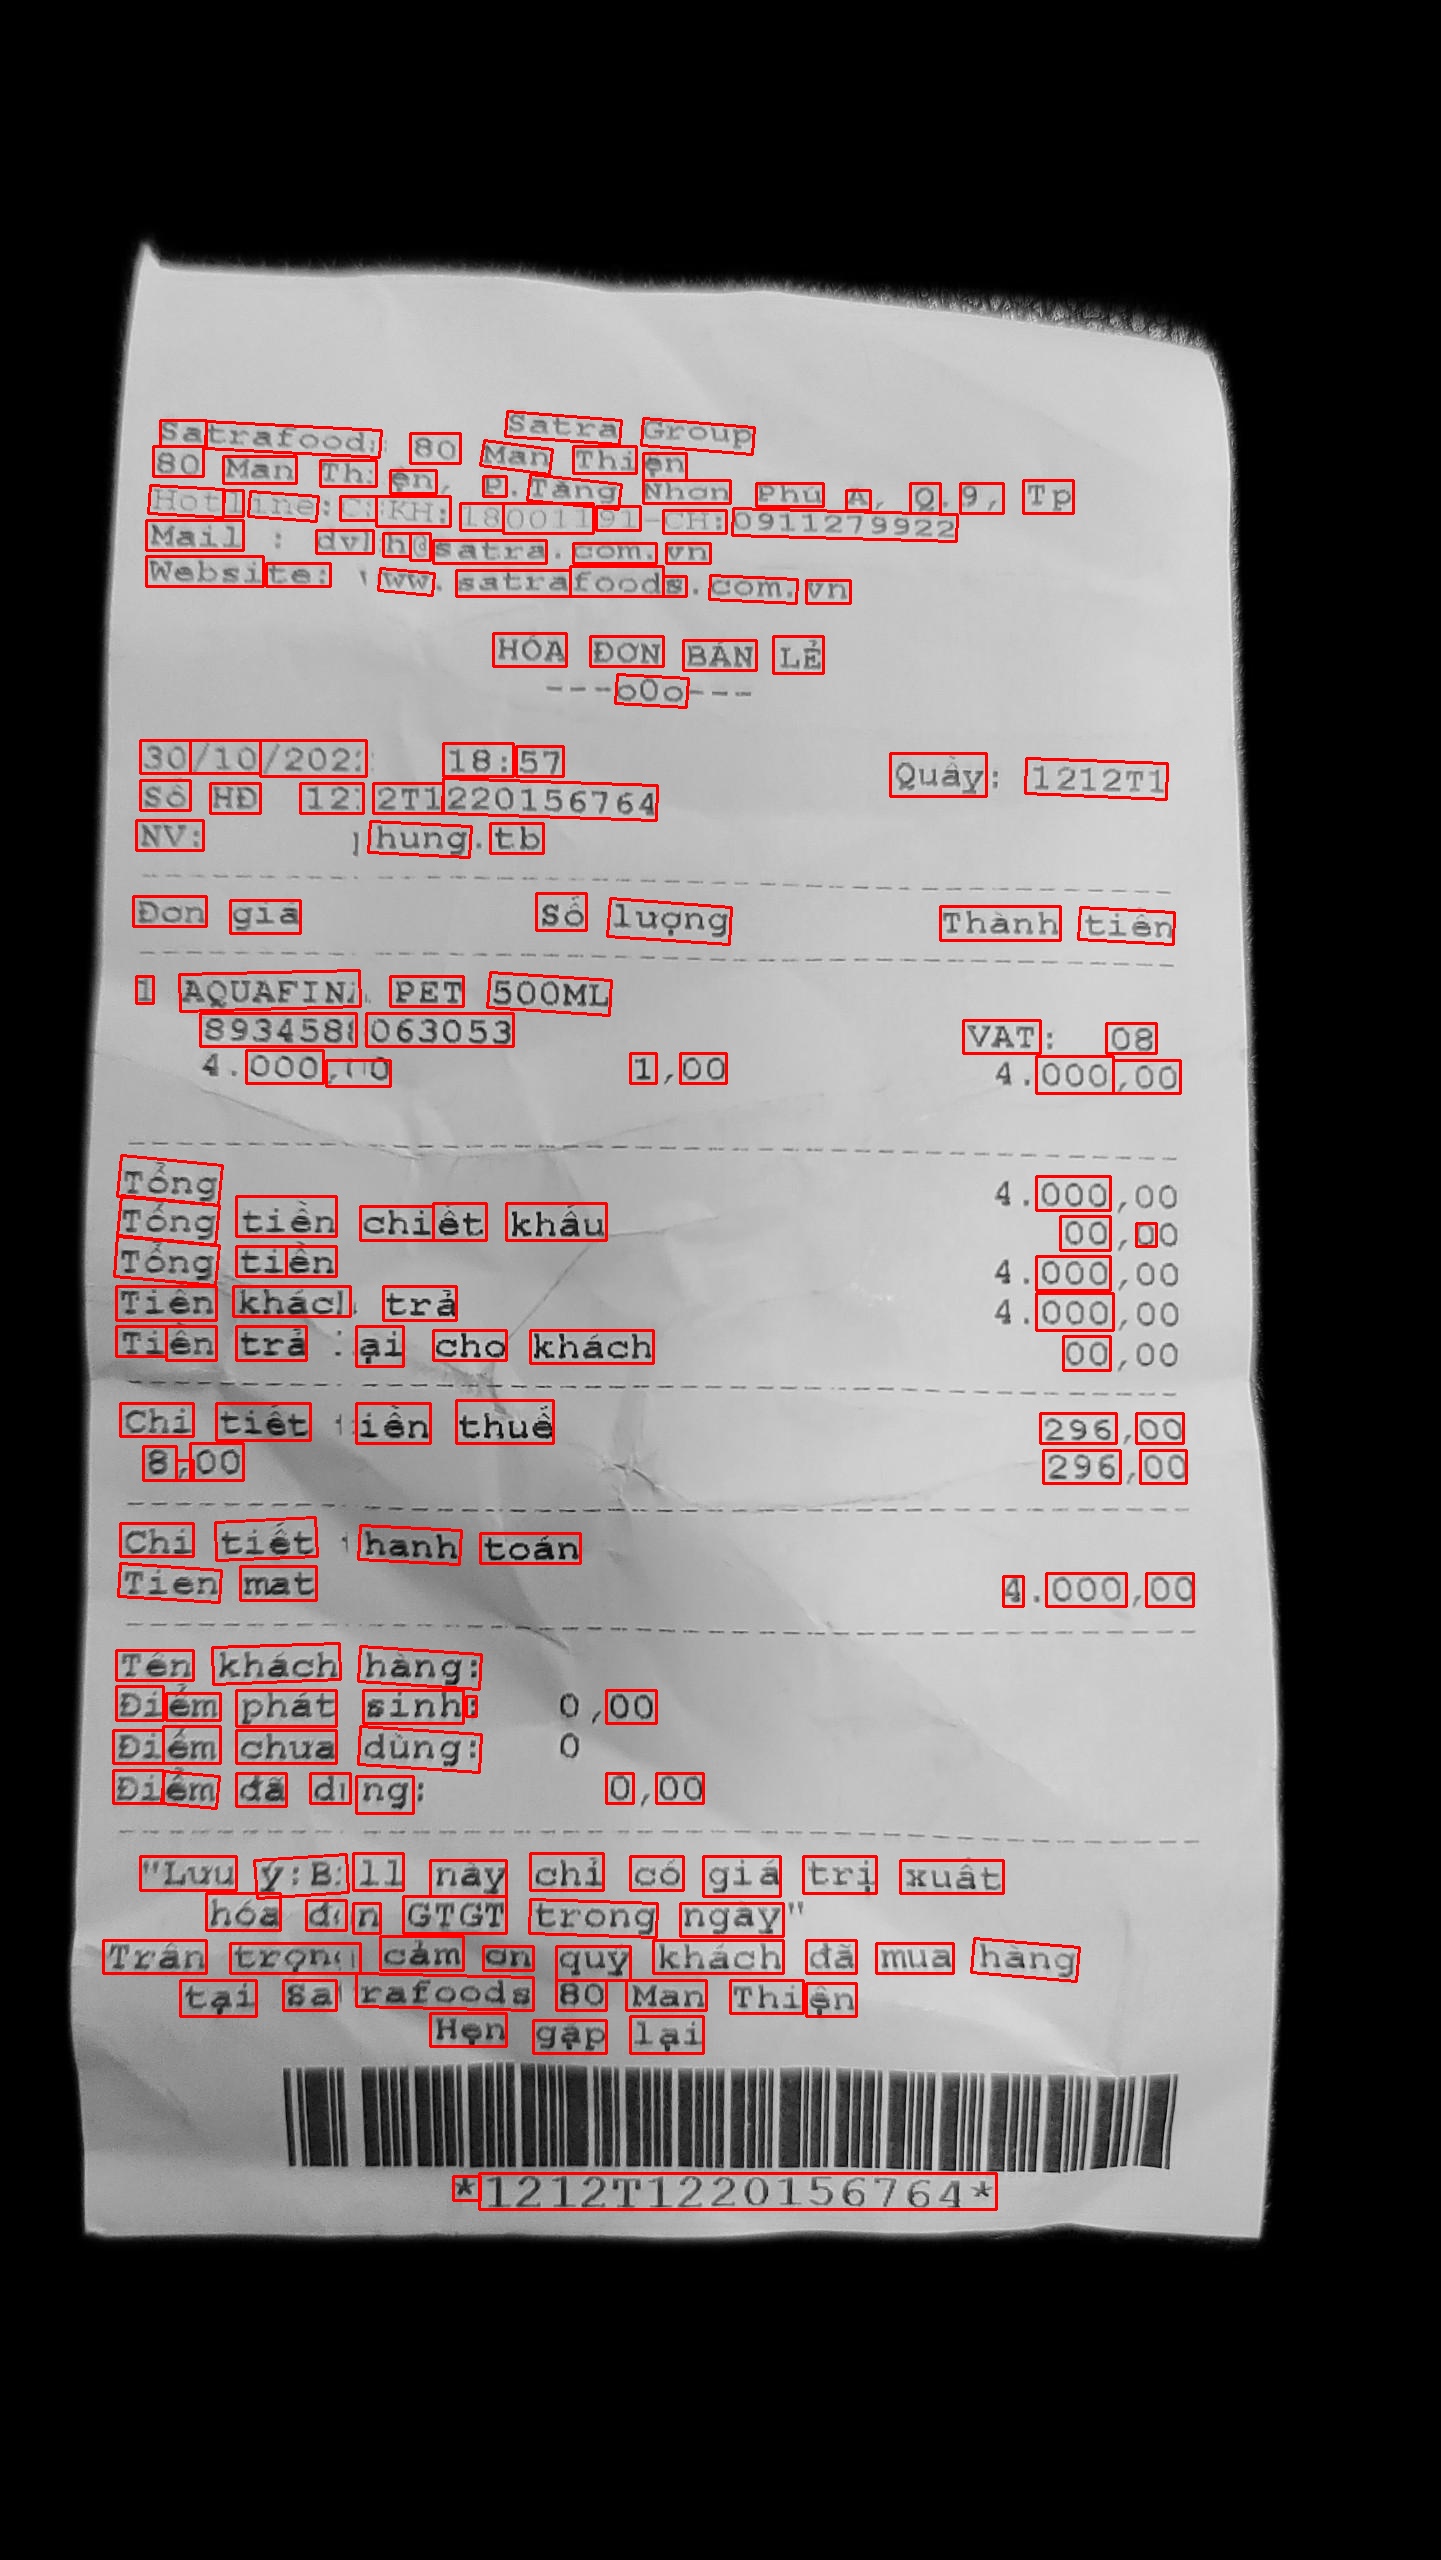 Satra Group
Satrafoods 80 Man Thiện
80 Man Thiện, P.Tăng Nhơn Phú A, Q.9, Tp
Hotline:CSKH:18001191-CH:0911279922
Mail : dvkh@satra.com.vn
Website: www.satrafoods.com.vn
HÓA ĐƠN BÁN LẺ
---o0o---
18:57 Quầy: 1212T1
Số HĐ 1212T1220156764
NV: phung.tb
Đơn giá Số lượng Thành tiền
1 AQUAFINA PET 500ML
8934588063053 VAT: 08
4.000,00 1,00 4.000,00
Tổng 4.000,00
Tổng tiền chiết khấu 00,00
Tổng tiền 4.000,00
Tiền khách trả 4.000,00
Tiền trả lại cho khách 00,00
Chi tiết tiền thuế 296,00
8,00 296,00
Chi tiết thanh toán
Tien mat 4.000,00
Tên khách hàng:
Điểm phát sinh: 0,00
Điểm chưa dùng: 0
Điểm đã dùng: 0,00
"Lưu ý:Bill này chỉ có giá trị xuất
hóa đơn GTGT trong ngày"
Trân trọng cảm ơn quý khách đã mua hàng
tại Satrafoods 80 Man Thiện
Hẹn gặp lại
*1212T1220156764*